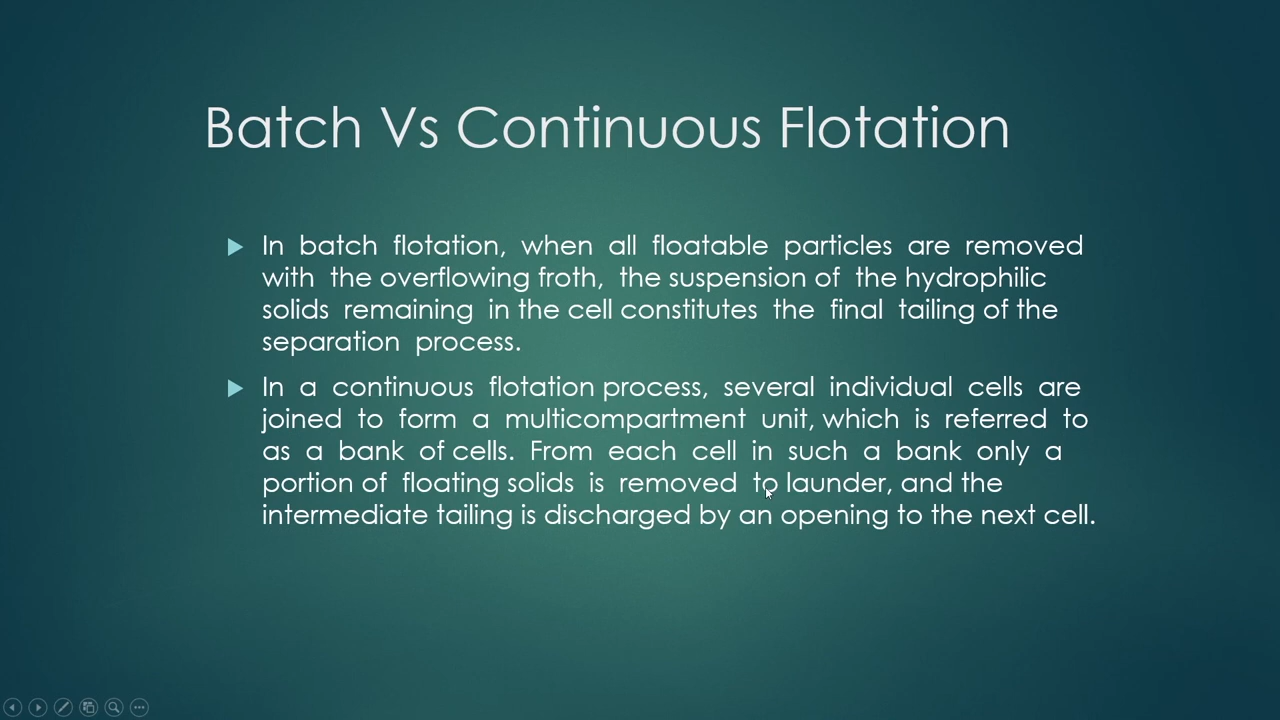 Batch Vs Continuous Flotation
In batch flotation, when all floatable particles are removed
with the overflowing froth, the suspension of the hydrophilic
solids remaining in the cell constitutes the final tailing of the
separation process.
In a continuous flotation process, several individual cells are
joined to form a multicompartment unit, which is referred to
as a bank of cells. From each cell in such a bank only a
portion of floating solids is removed to launder, and the
intermediate tailing is discharged by an opening to the next cell.